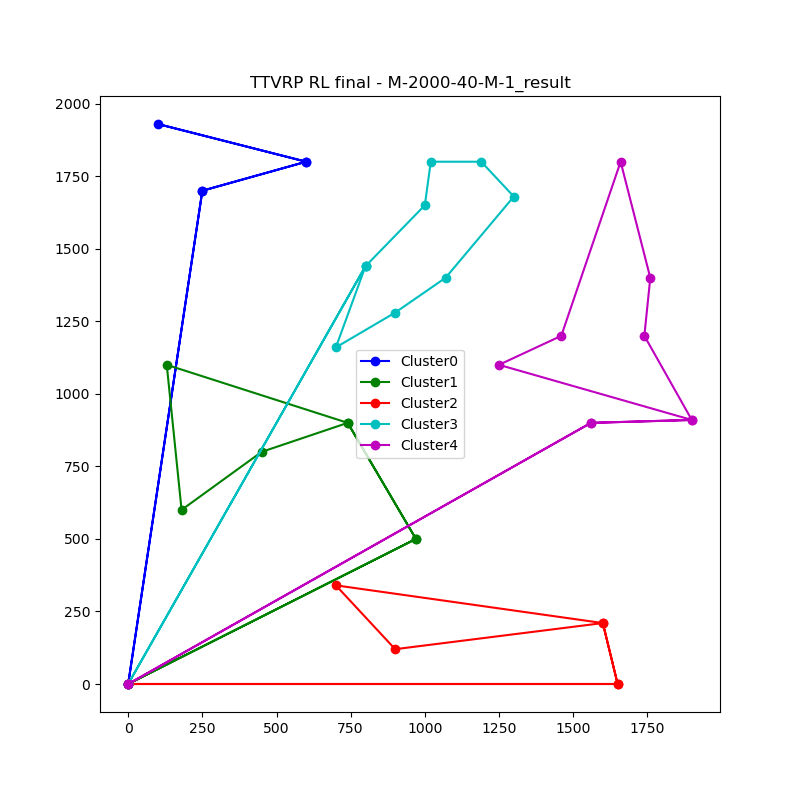 TTVRP RL final - M-2000-40-M-1_result
2000
1750
1500
1250
1000
750
500
250
0
Cluster0
Cluster1
Cluster2
Cluster3
Cluster4
0 250 500 750 1000 1250 1500 1750